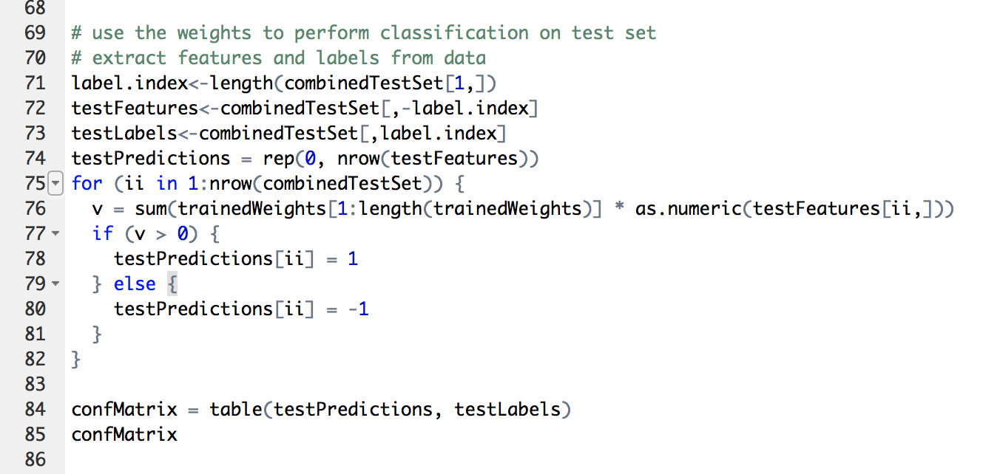 68
69 # use the weights to perform classification on test set
70 # extract features and labels from data
71 label.index<-length(combinedTestSet[1,])
72 testFeatures<-combinedTestSet[,-label.index]
73 testLabels<-combinedTestSet[,label.index]
74 testPredictions = rep(0, nrow(testFeatures))
75 for (ii in 1:nrow(combinedTestSet)) {
76   v = sum(trainedWeights[1:length(trainedWeights)] * as.numeric(testFeatures[ii,]))
77   if (v > 0) {
78     testPredictions[ii] = 1
79   } else {
80     testPredictions[ii] = -1
81   }
82 }
83
84 confMatrix = table(testPredictions, testLabels)
85 confMatrix
86